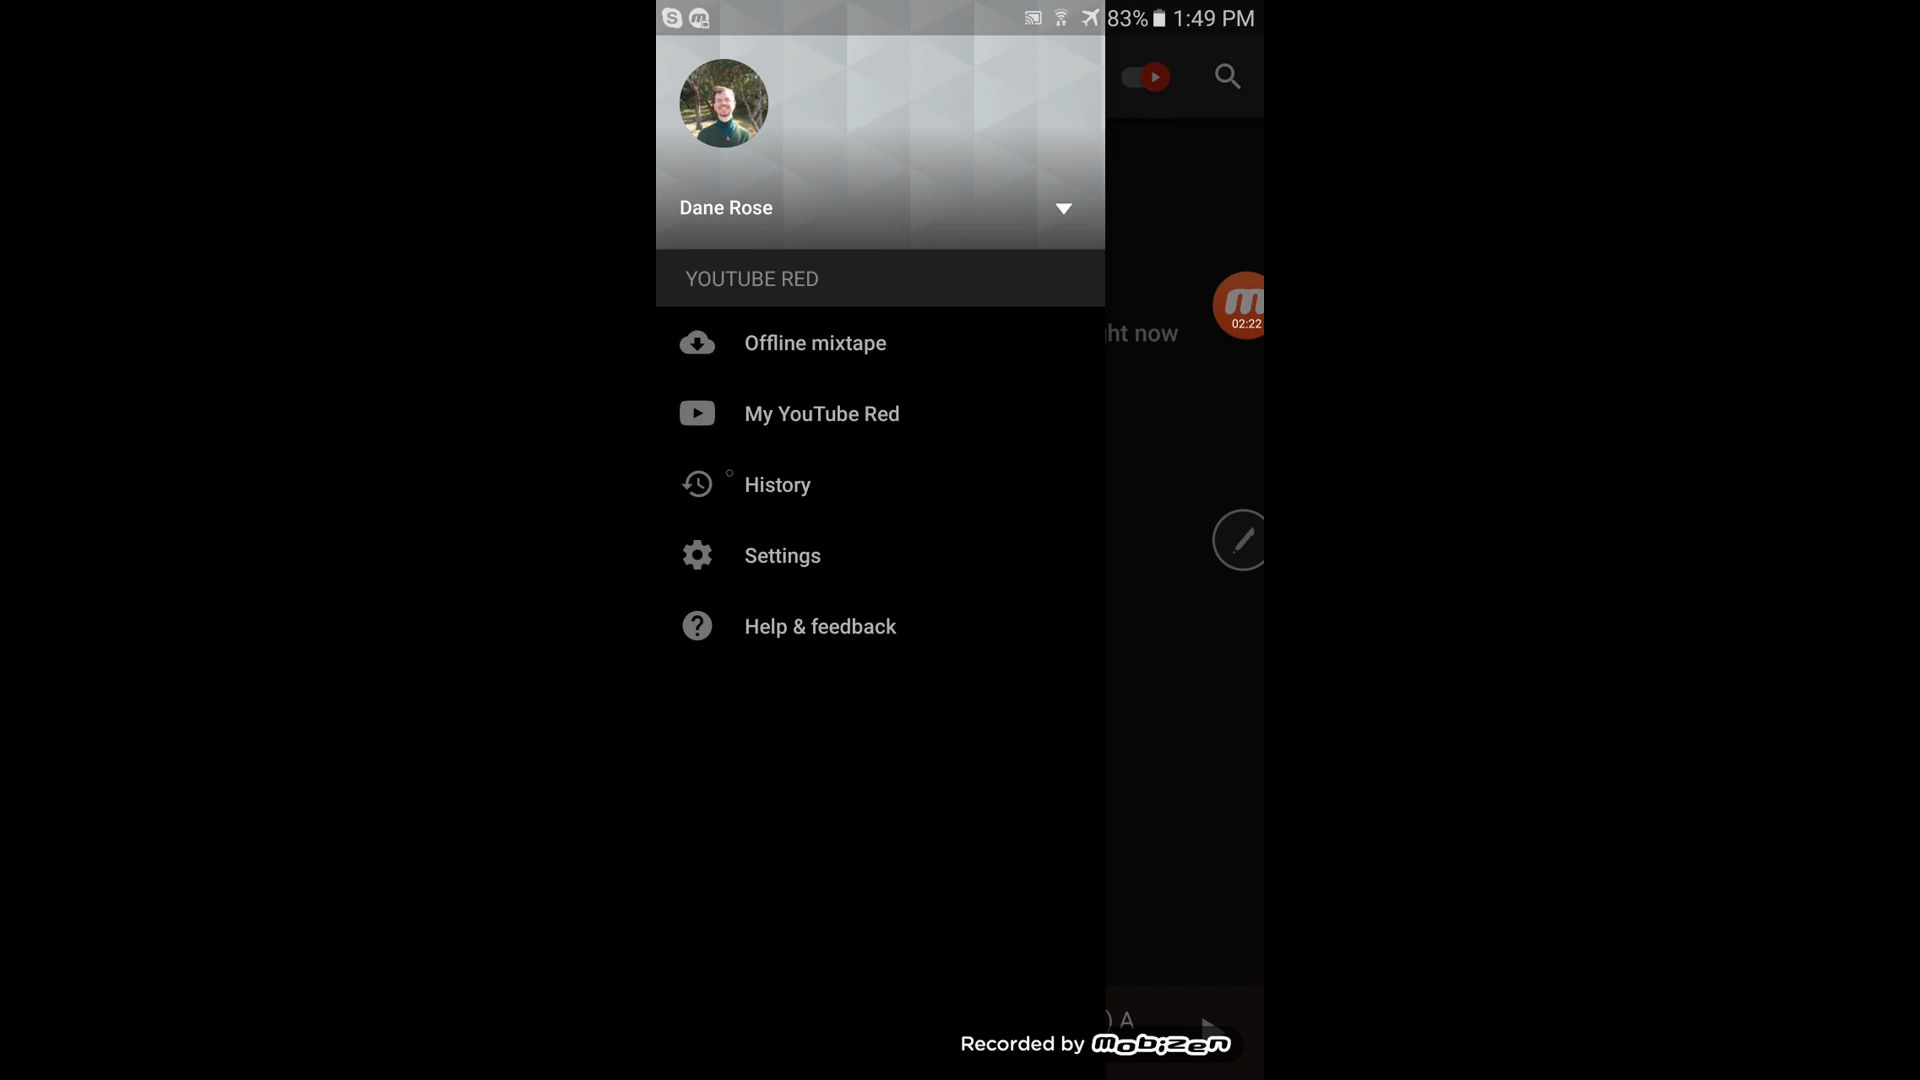 83% 1:49 PM
Dane Rose
YOUTUBE RED
Offline mixtape
ht now
02:22
My YouTube Red
History
Settings
Help & feedback
) A
Recorded by mobizen